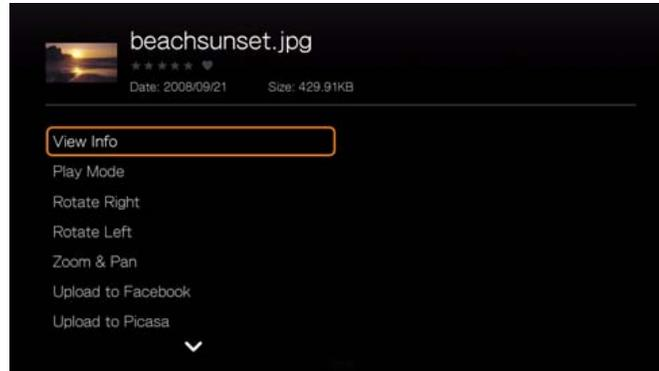 beachsunset.jpg
Date: 2008/09/21 Size: 429.91KB
View Info
Play Mode
Rotate Right
Rotate Left
Zoom & Pan
Upload to Facebook
Upload to Picasa